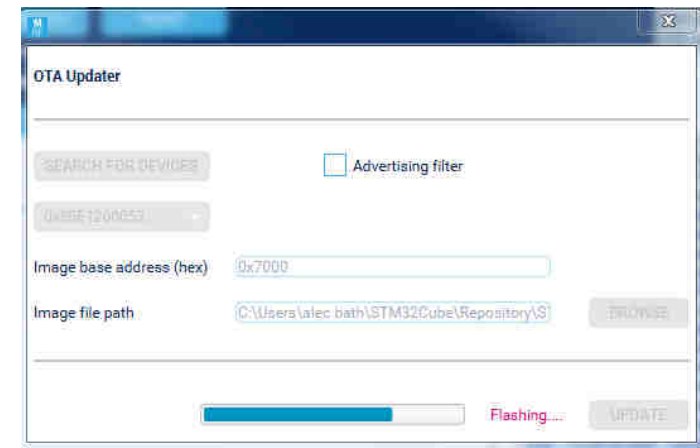 OTA Updater
SEARCH FOR DEVICES
Advertising filter
Image base address (hex)
0x7000
Image file path
C:\Users\alec bath\STM32Cube\Repository\S
BROWSE
Flashing....
UPDATE